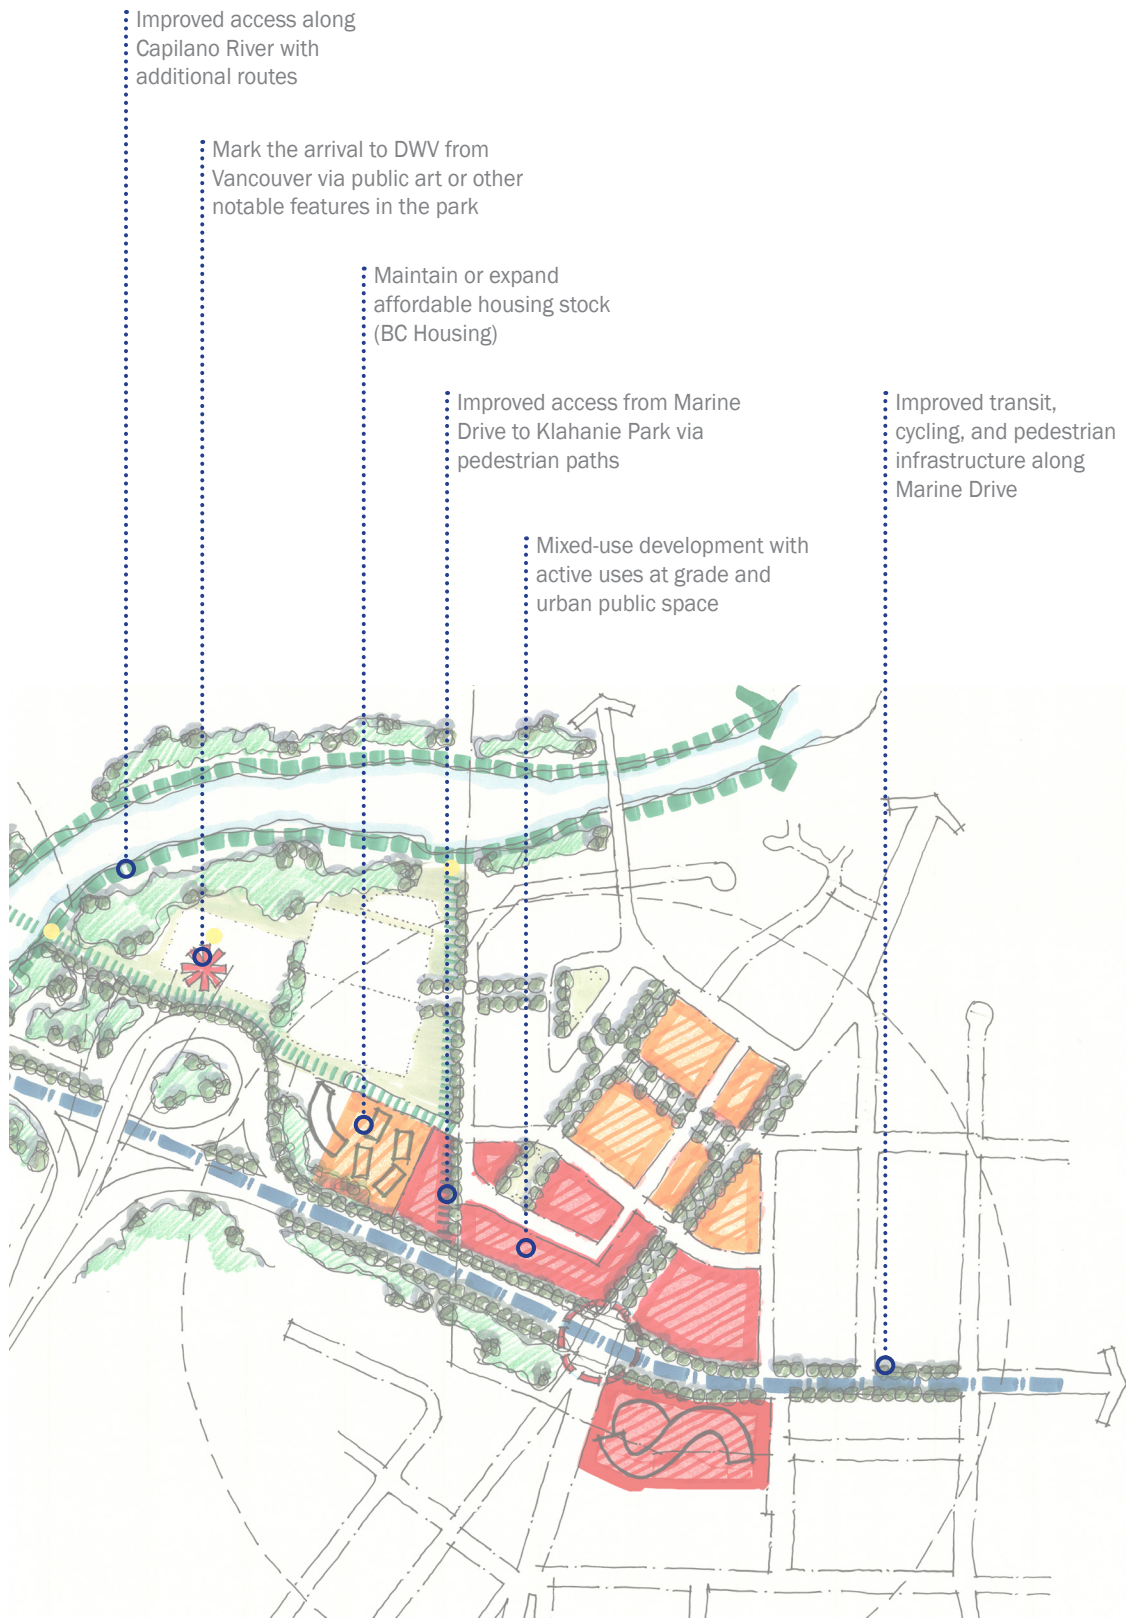 Improved access along
Capilano River with
additional routes
Mark the arrival to DWV from
Vancouver via public art or other
notable features in the park
Maintain or expand
affordable housing stock
(BC Housing)
Improved access from Marine
Drive to Klahanie Park via
pedestrian paths
Improved transit,
cycling, and pedestrian
infrastructure along
Marine Drive
Mixed-use development with
active uses at grade and
urban public space